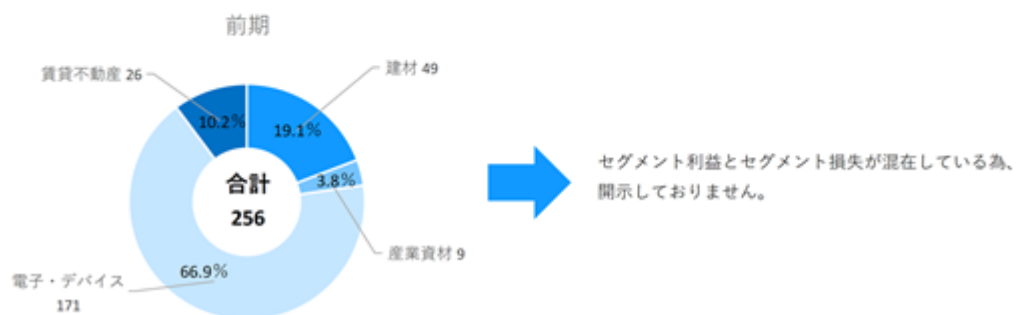 前期
賃貸不動産 26
建材 49
10.2%
19.1%
合計
256
3.8%
産業資材 9
66.9%
電子・デバイス
171
セグメント利益とセグメント損失が混在している為、
開示しておりません。